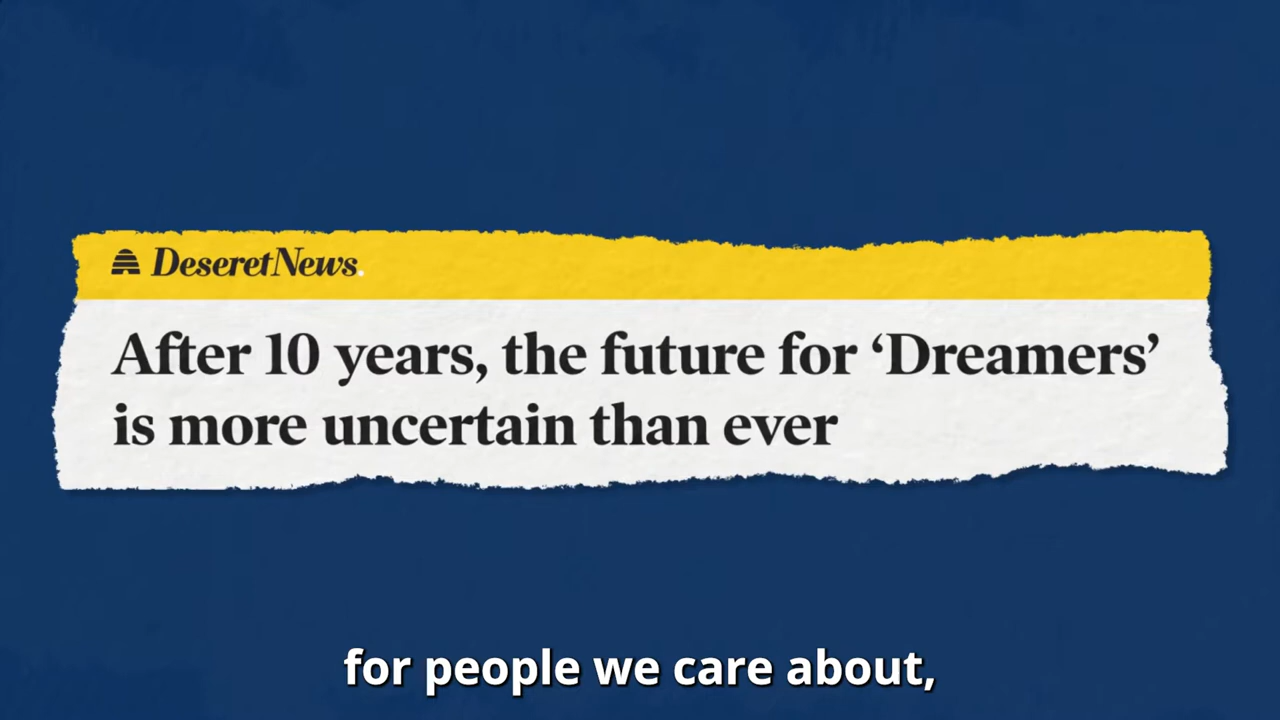 DeseretNews.
After 10 years, the future for ‘Dreamers’
is more uncertain than ever
for people we care about,